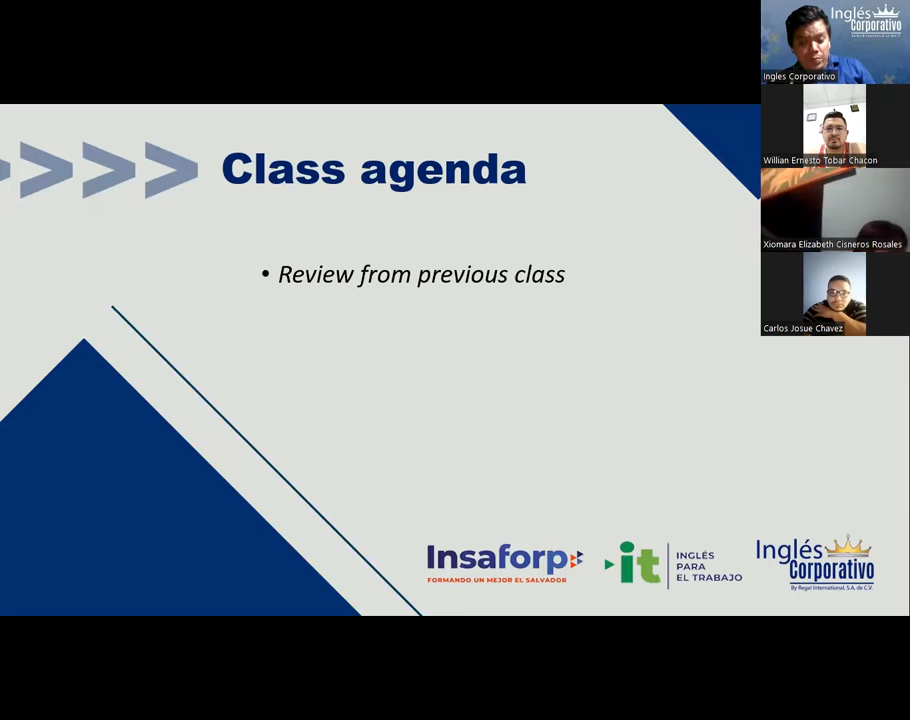 Class agenda
• Review from previous class
Insaforp
FORMANDO UN MEJOR EL SALVADOR
it
INGLÉS
PARA
EL TRABAJO
Inglés
Corporativo
By Regal International, S.A. de C.V.
Inglés
Corporativo
Ingles Corporativo
Willian Ernesto Tobar Chacon
Xiomara Elizabeth Cisneros Rosales
Carlos Josue Chavez